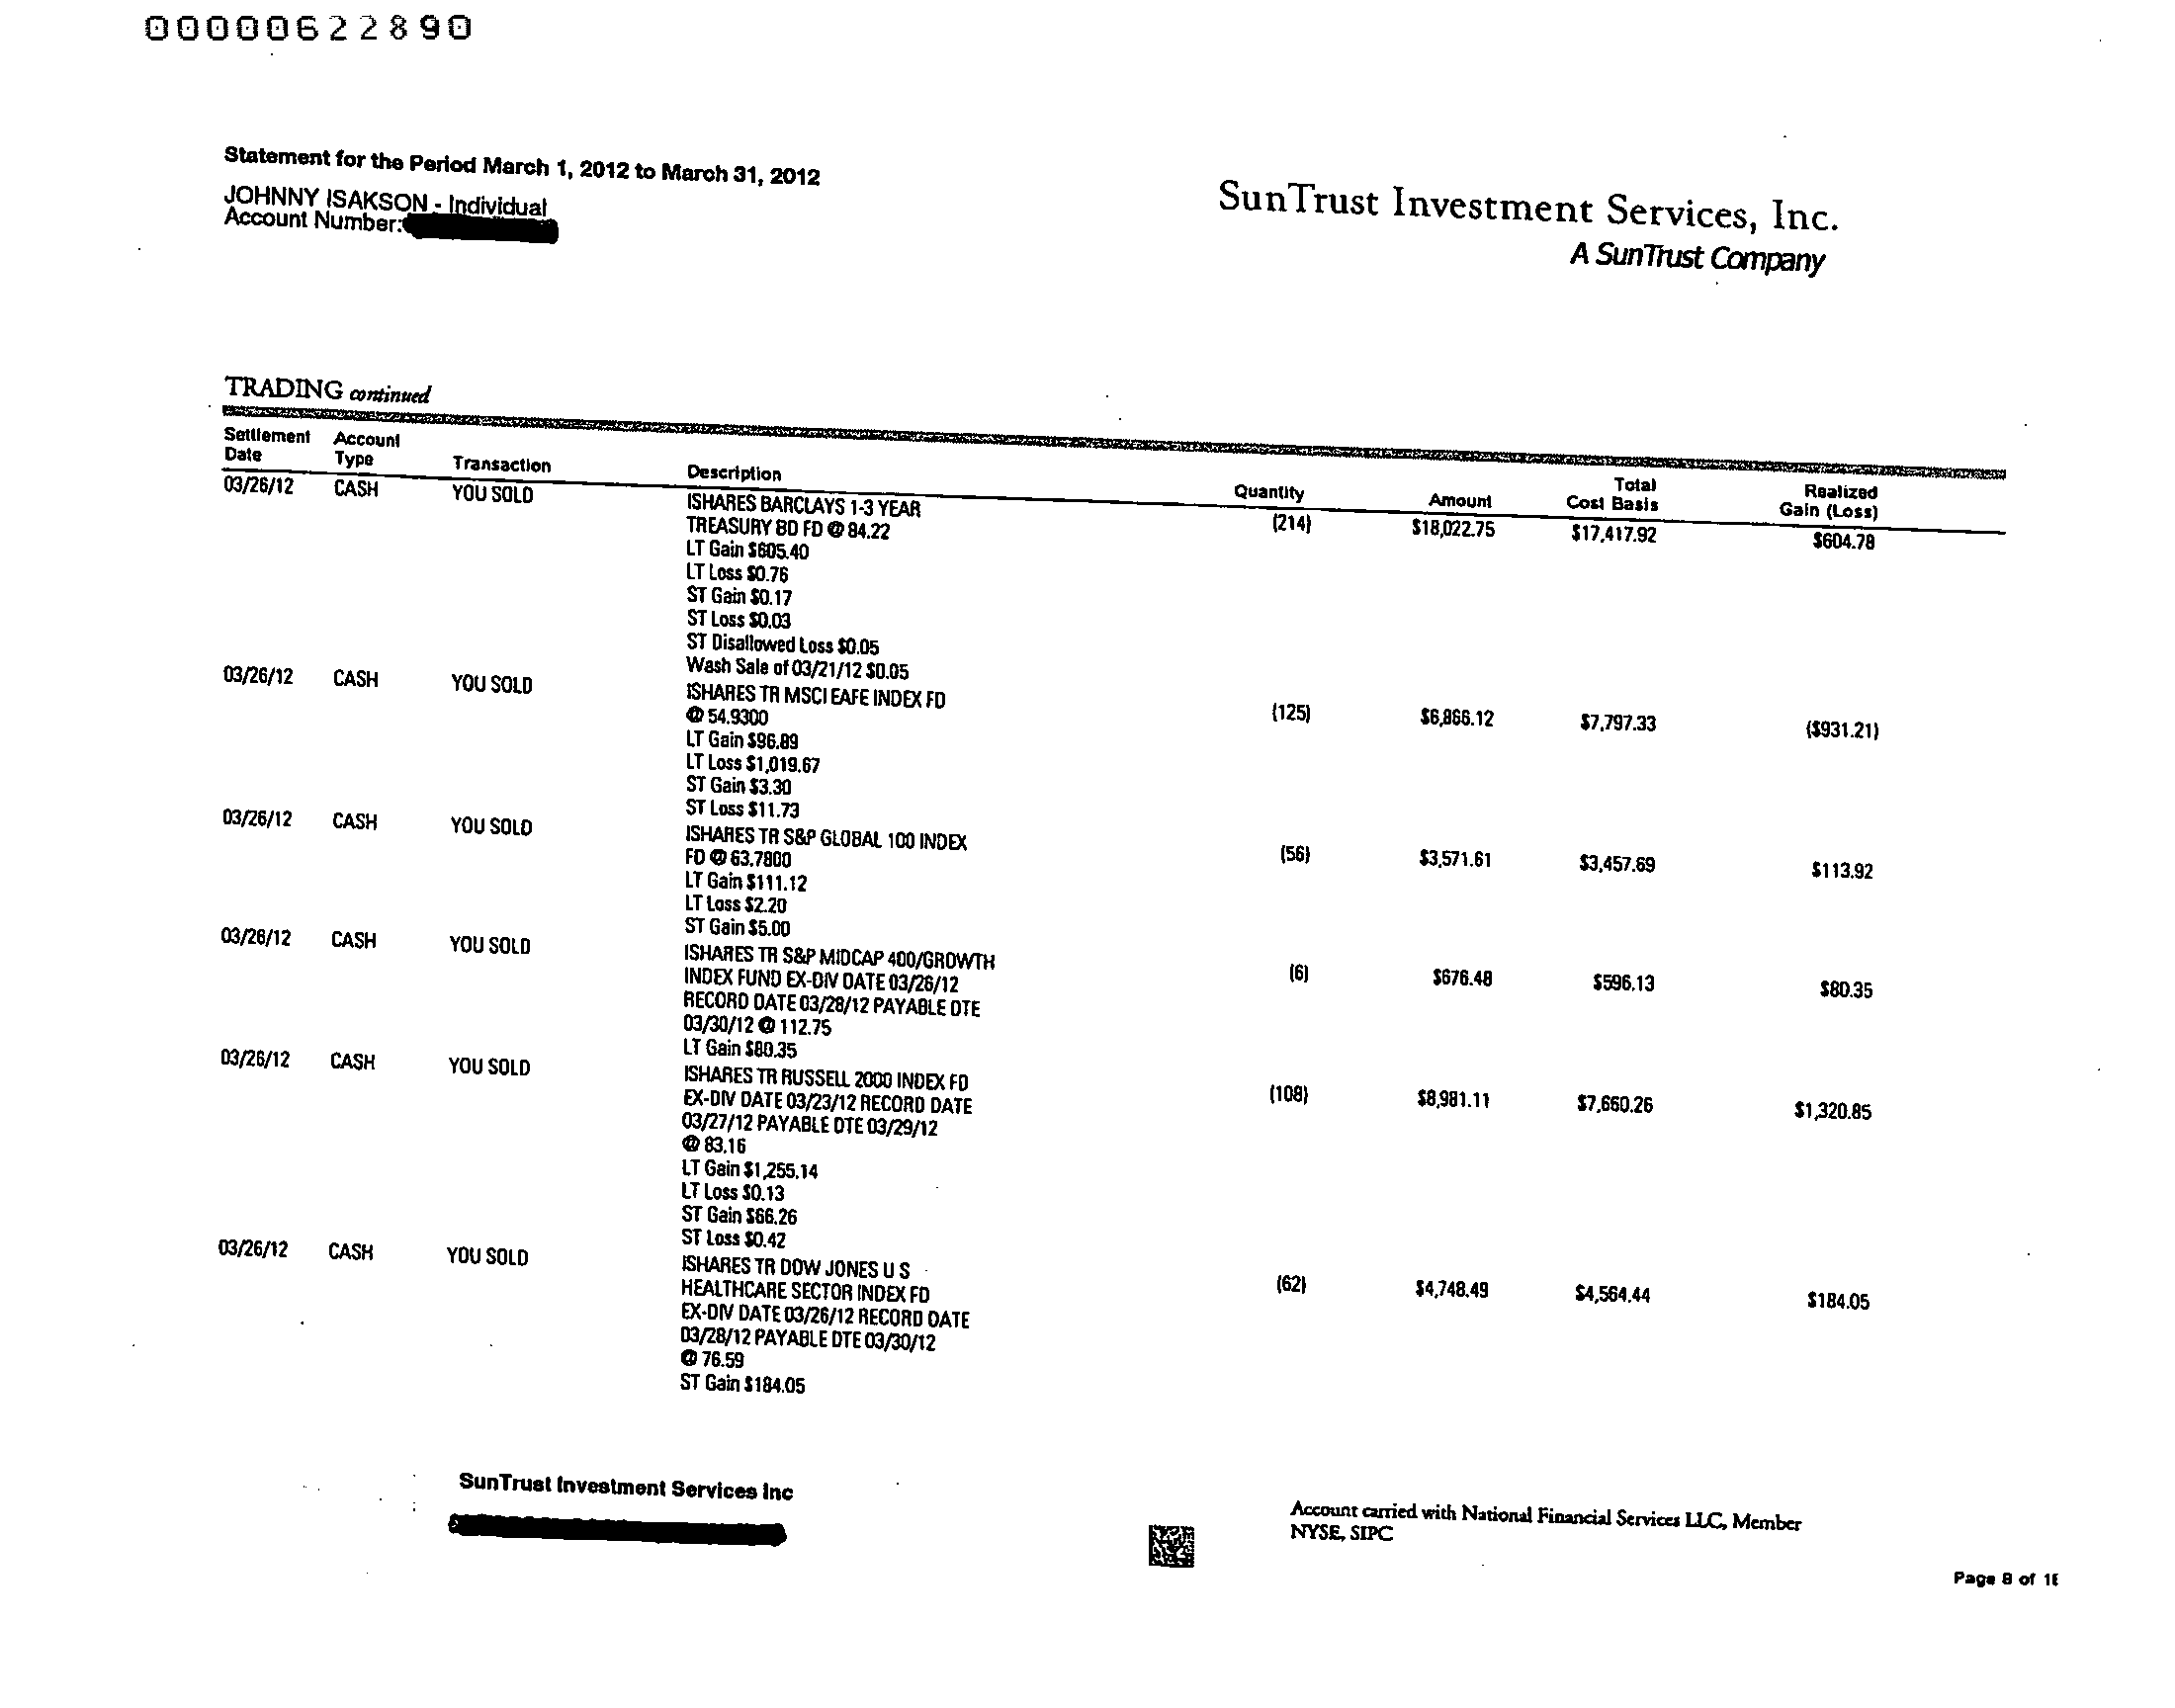 00000622890
Statement for the Period March 1, 2012 to March 31, 2012
JOHNNY ISAKSON - Individual
Account Number:
SunTrust Investment Services, Inc.
A SunTrust Company
TRADING continued
Settlement Date Account Type Transaction Description Quantity Amount Total Cost Basis Realized Gain (Loss)
03/26/12 CASH YOU SOLD ISHARES BARCLAYS 1-3 YEAR (214) $18,022.75 $17,417.92 $604.78
TREASURY BD FD @ 84.22
LT Gain $605.40
LT Loss $0.76
ST Gain $0.17
ST Loss $0.03
ST Disallowed Loss $0.05
Wash Sale of 03/21/12 $0.05
03/26/12 CASH YOU SOLD ISHARES TR MSCI EAFE INDEX FD (125) $6,866.12 $7,797.33 ($931.21)
@ 54.9300
LT Gain $96.89
LT Loss $1,019.67
ST Gain $3.30
ST Loss $11.73
03/26/12 CASH YOU SOLD ISHARES TR S&P GLOBAL 100 INDEX (56) $3,571.61 $3,457.69 $113.92
FD @ 63.7800
LT Gain $111.12
LT Loss $2.20
ST Gain $5.00
03/26/12 CASH YOU SOLD ISHARES TR S&P MIDCAP 400/GROWTH (6) $676.48 $596.13 $80.35
INDEX FUND EX-DIV DATE 03/26/12
RECORD DATE 03/28/12 PAYABLE DTE
03/30/12 @ 112.75
LT Gain $80.35
03/26/12 CASH YOU SOLD ISHARES TR RUSSELL 2000 INDEX FD (108) $8,981.11 $7,660.26 $1,320.85
EX-DIV DATE 03/23/12 RECORD DATE
03/27/12 PAYABLE DTE 03/29/12
@ 83.16
LT Gain $1,255.14
LT Loss $0.13
ST Gain $66.26
ST Loss $0.42
03/26/12 CASH YOU SOLD ISHARES TR DOW JONES U S (62) $4,748.49 $4,564.44 $184.05
HEALTHCARE SECTOR INDEX FD
EX-DIV DATE 03/26/12 RECORD DATE
03/28/12 PAYABLE DTE 03/30/12
@ 76.59
ST Gain $184.05
SunTrust Investment Services Inc
Account carried with National Financial Services LLC, Member
NYSE, SIPC
Page 8 of